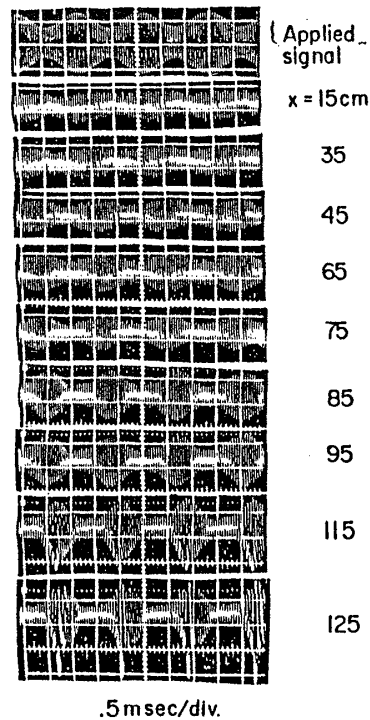 Applied
signal
x = 15cm
35
45
65
75
85
95
115
125
.5 msec/div.